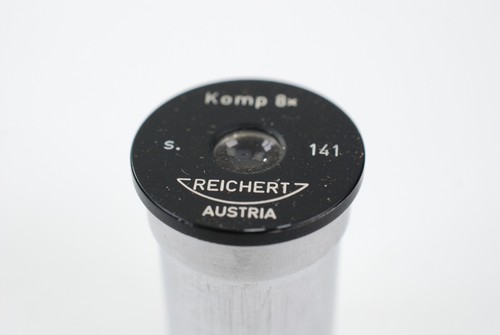 Komp 8x
s. 141
REICHERT
AUSTRIA